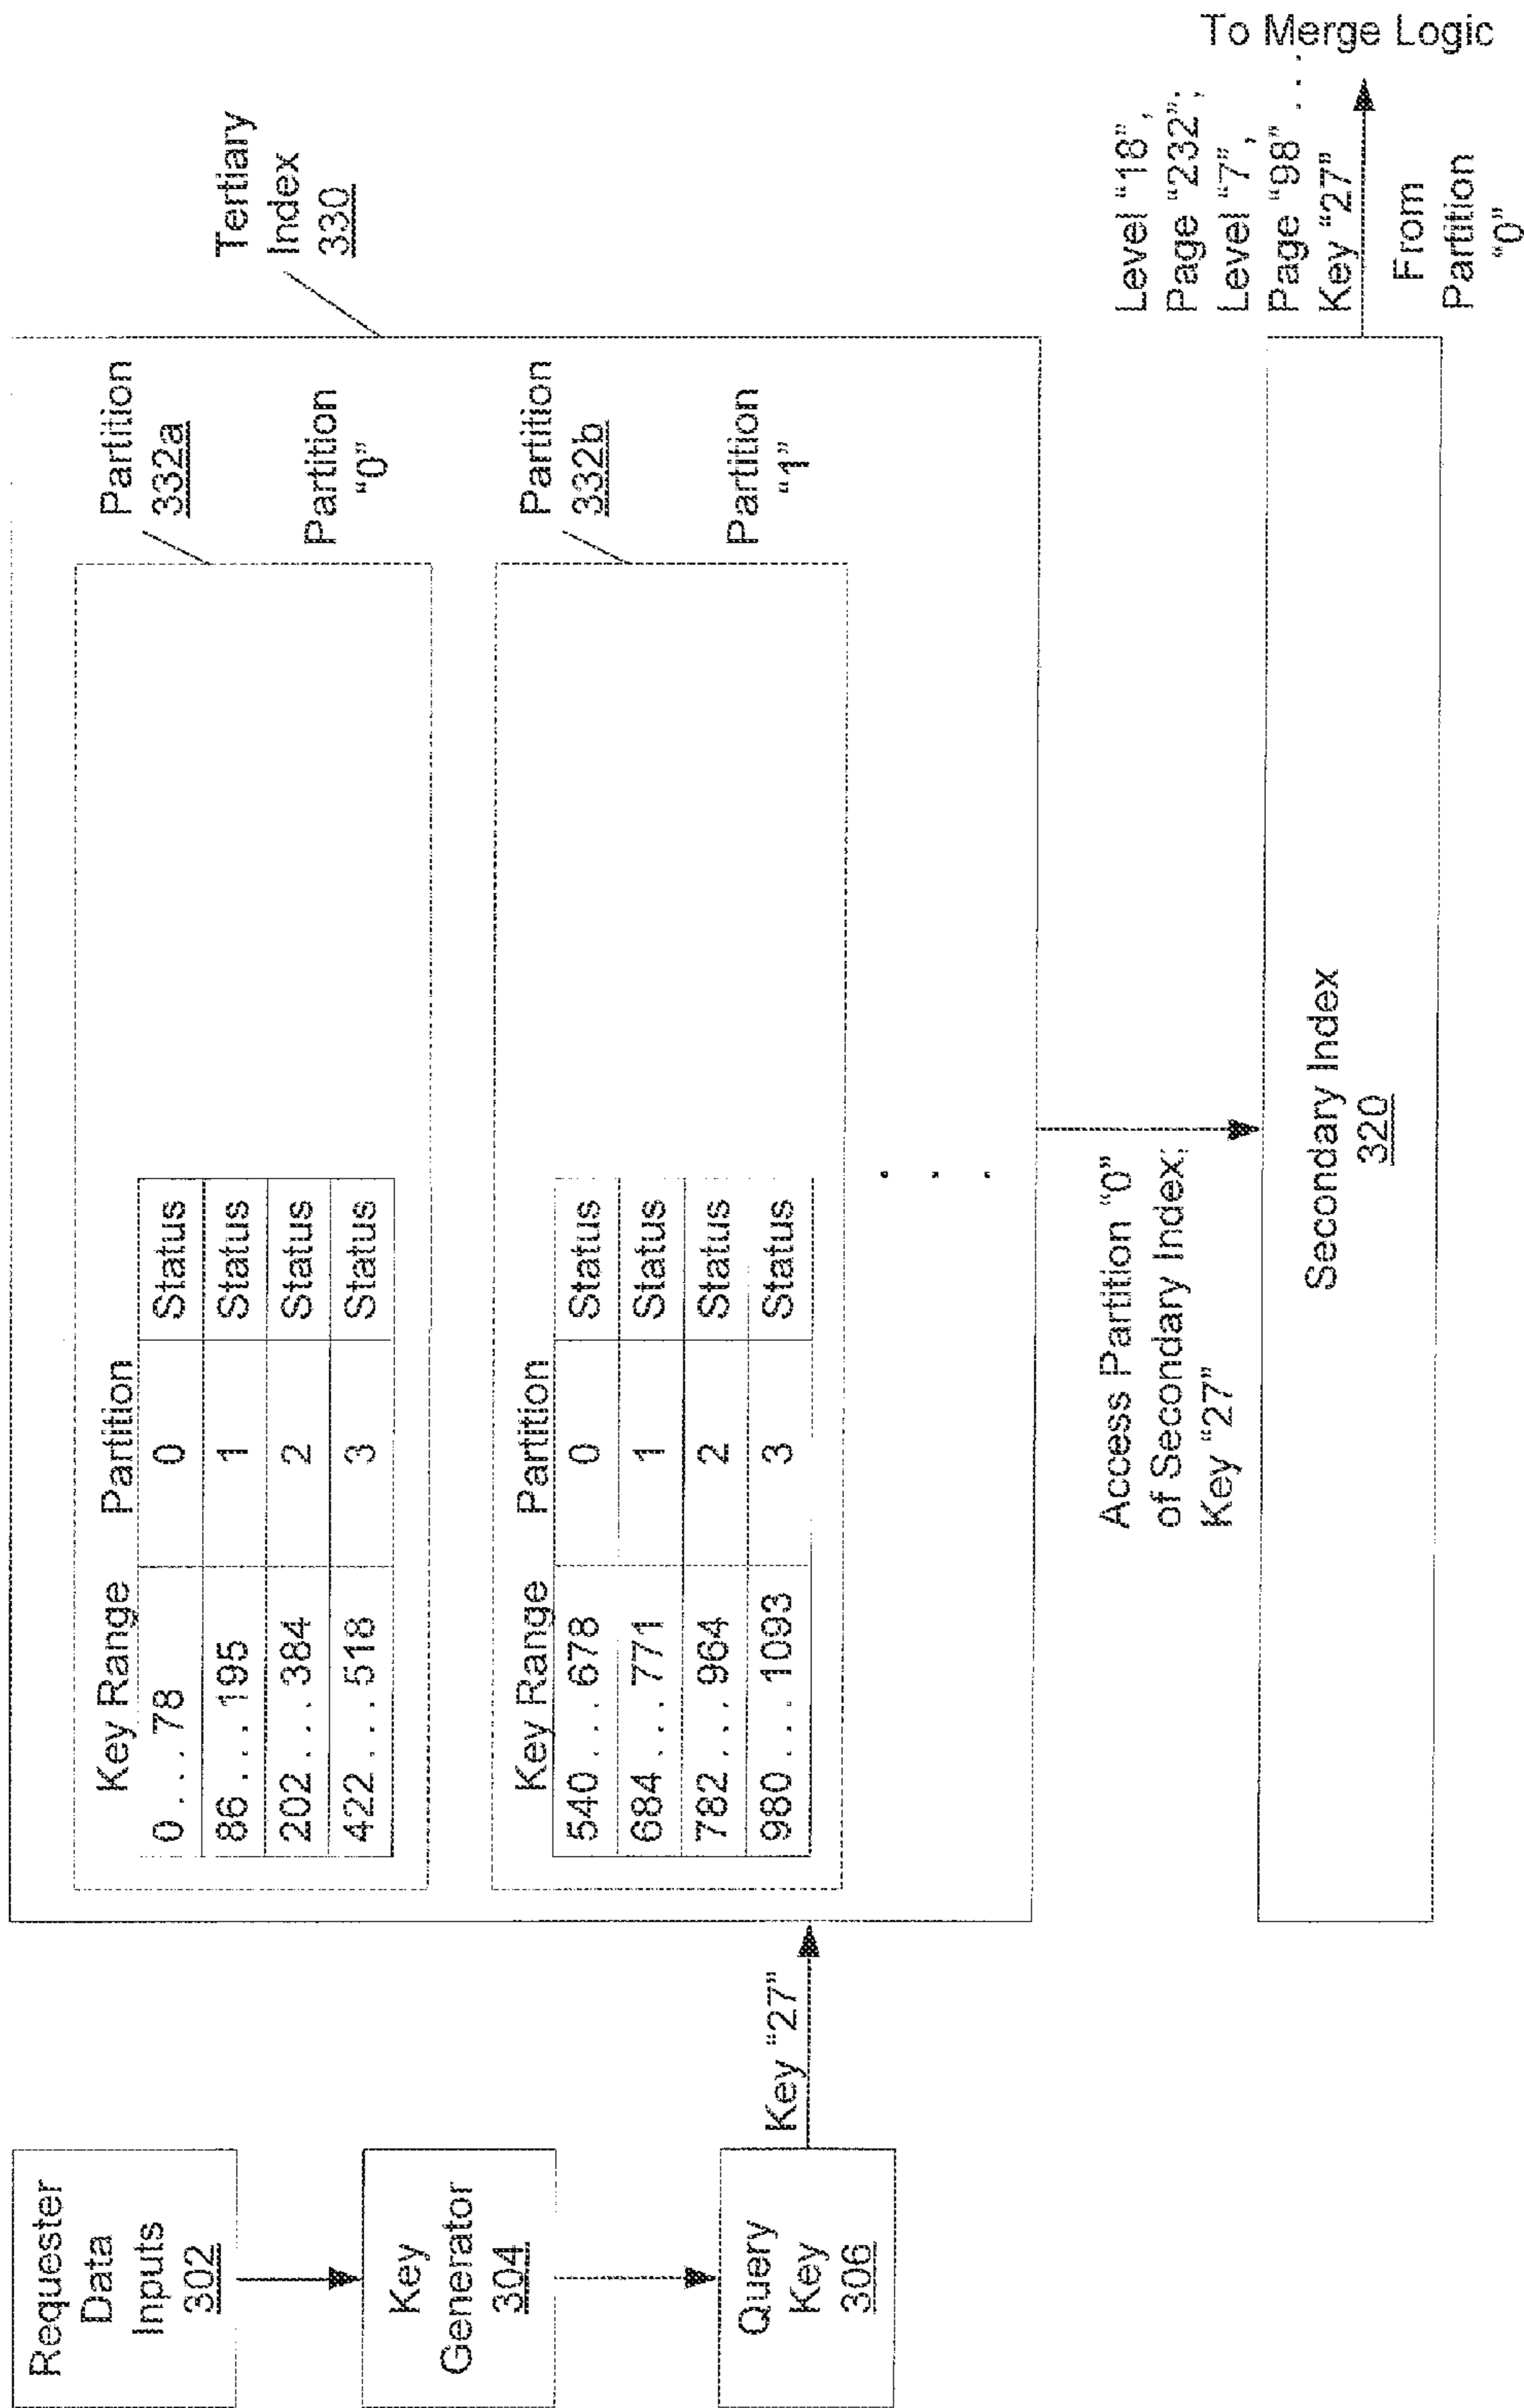 Requester
Data
Inputs
302
Key
Generator
304
Query
Key
306
Key “27”
Tertiary
Index
330
Partition
332a
Partition
“0”
Key Range Partition
0 . . . 78 0 Status
86 . . . 195 1 Status
202 . . . 384 2 Status
422 . . . 518 3 Status
Partition
332b
Partition
“1”
Key Range Partition
540 . . . 678 0 Status
684 . . . 771 1 Status
782 . . . 964 2 Status
980 . . . 1093 3 Status
. . .
Access Partition “0”
of Secondary Index;
Key “27”
Secondary Index
320
Level “18”,
Page “232”;
Level “7”,
Page “98” . . .
Key “27”
From
Partition
“0”
To Merge Logic